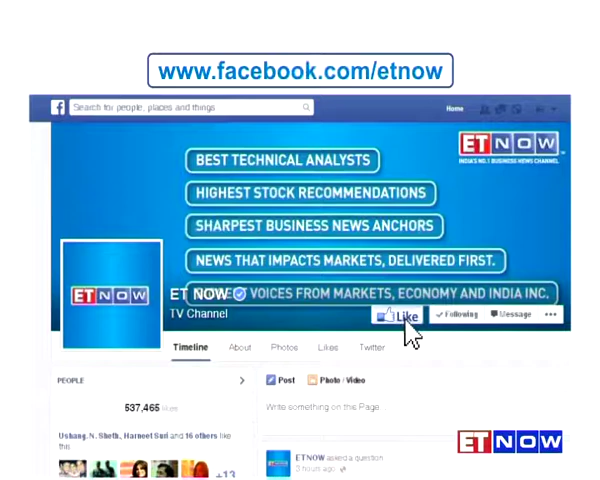 www.facebook.com/etnow
Search for people, places and things
Home
ET NOW
INDIA'S NO.1 BUSINESS NEWS CHANNEL
BEST TECHNICAL ANALYSTS
HIGHEST STOCK RECOMMENDATIONS
SHARPEST BUSINESS NEWS ANCHORS
NEWS THAT IMPACTS MARKETS, DELIVERED FIRST.
VOICES FROM MARKETS, ECONOMY AND INDIA INC.
ET NOW
ET NOW
TV Channel
Like
Following
Message
Timeline
About
Photos
Likes
Twitter
PEOPLE
Post
Photo / Video
537,465 likes
Write something on this Page
Ushang. N. Sheth, Harneet Suri and 16 others like
this
+13
ET NOW
ETNOW asked a question
3 hours ago